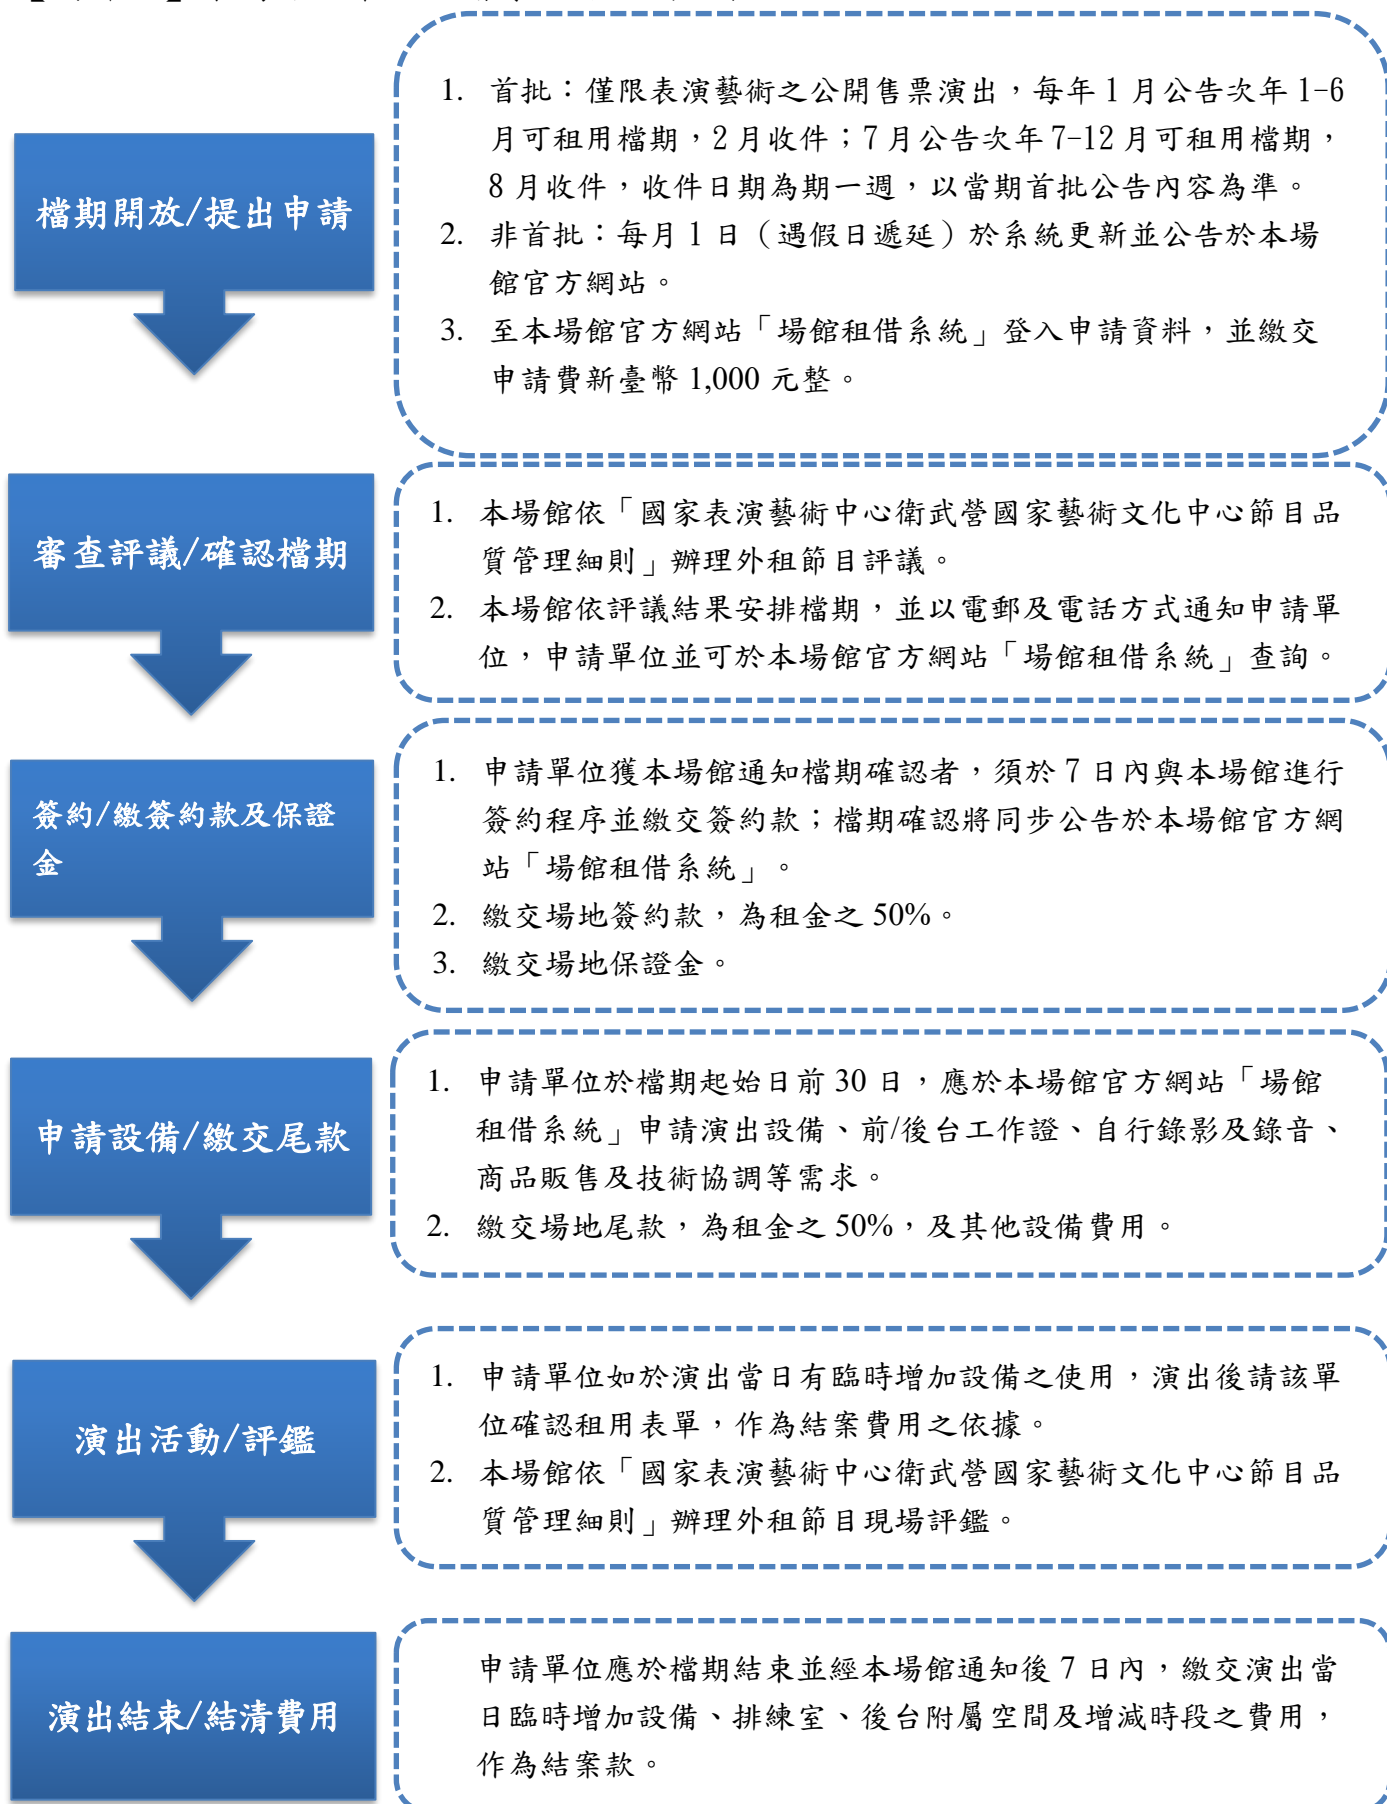 檔期開放/提出申請
1. 首批：僅限表演藝術之公開售票演出，每年 1 月公告次年 1-6
月可租用檔期，2 月收件；7 月公告次年 7-12 月可租用檔期，
8 月收件，收件日期為期一週，以當期首批公告內容為準。
2. 非首批：每月 1 日（遇假日遞延）於系統更新並公告於本場
館官方網站。
3. 至本場館官方網站「場館租借系統」登入申請資料，並繳交
申請費新臺幣 1,000 元整。
審查評議/確認檔期
1. 本場館依「國家表演藝術中心衛武營國家藝術文化中心節目品
質管理細則」辦理外租節目評議。
2. 本場館依評議結果安排檔期，並以電郵及電話方式通知申請單
位，申請單位並可於本場館官方網站「場館租借系統」查詢。
簽約/繳簽約款及保證
金
1. 申請單位獲本場館通知檔期確認者，須於 7 日內與本場館進行
簽約程序並繳交簽約款；檔期確認將同步公告於本場館官方網
站「場館租借系統」。
2. 繳交場地簽約款，為租金之 50%。
3. 繳交場地保證金。
申請設備/繳交尾款
1. 申請單位於檔期起始日前 30 日，應於本場館官方網站「場館
租借系統」申請演出設備、前/後台工作證、自行錄影及錄音、
商品販售及技術協調等需求。
2. 繳交場地尾款，為租金之 50%，及其他設備費用。
演出活動/評鑑
1. 申請單位如於演出當日有臨時增加設備之使用，演出後請該單
位確認租用表單，作為結案費用之依據。
2. 本場館依「國家表演藝術中心衛武營國家藝術文化中心節目品
質管理細則」辦理外租節目現場評鑑。
演出結束/結清費用
申請單位應於檔期結束並經本場館通知後 7 日內，繳交演出當
日臨時增加設備、排練室、後台附屬空間及增減時段之費用，
作為結案款。